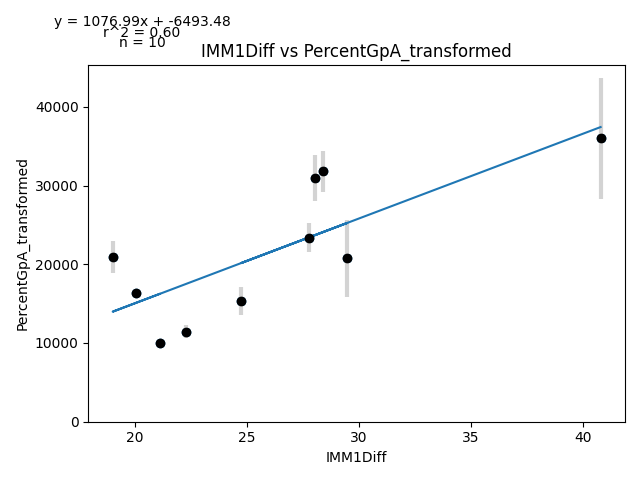 y = 1076.99x + -6493.48
r^2 = 0.60
n = 10
IMM1Diff vs PercentGpA_transformed
PercentGpA_transformed
40000
30000
20000
10000
0
20 25 30 35 40
IMM1Diff